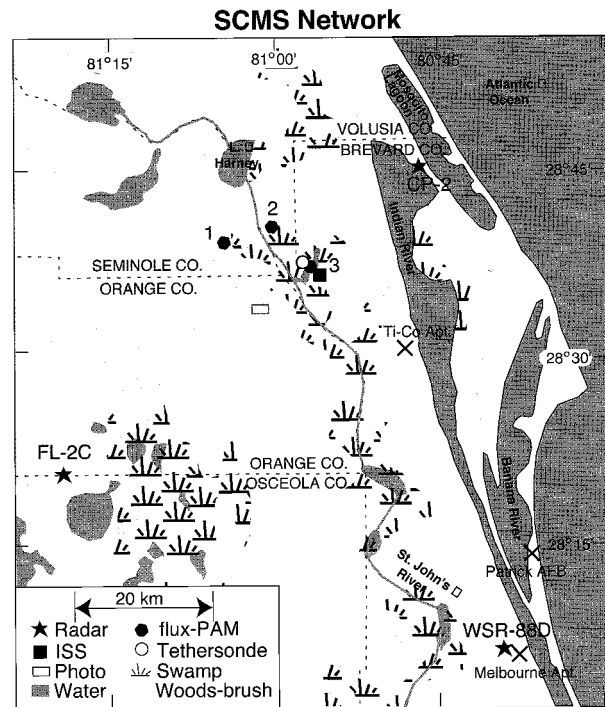 SCMS Network
81°15'
81°00'
80°45'
Atlantic
Ocean
Mosquito
Lagoon
VOLUSIA CO.
BREVARD CO.
L.
Harney
28°45'
CP-2
Indian River
1
2
3
SEMINOLE CO.
ORANGE CO.
Ti-Co Apt.
28°30'
FL-2C
ORANGE CO.
OSCEOLA CO.
Banana River
28°15'
Patrick AFB
St. John's
River
WSR-88D
Melbourne Apt.
20 km
Radar
flux-PAM
ISS
Tethersonde
Photo
Swamp
Water
Woods-brush